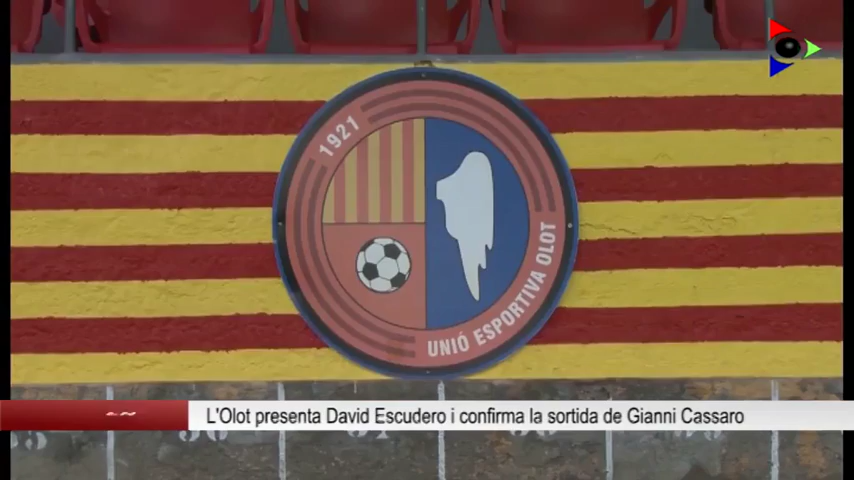 1921
UNIÓ ESPORTIVA OLOT
L'Olot presenta David Escudero i confirma la sortida de Gianni Cassaro